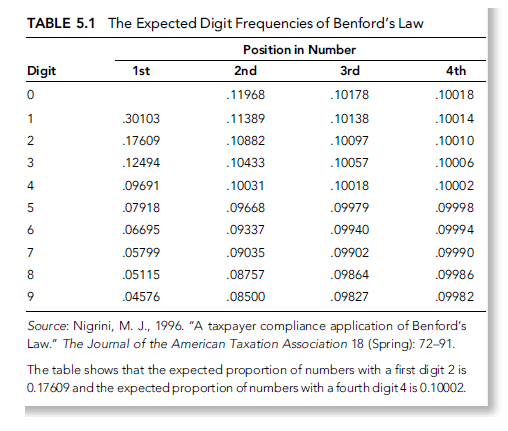 TABLE 5.1 The Expected Digit Frequencies of Benford's Law
Position in Number
Digit 1st 2nd 3rd 4th
0 .11968 .10178 .10018
1 .30103 .11389 .10138 .10014
2 .17609 .10882 .10097 .10010
3 .12494 .10433 .10057 .10006
4 .09691 .10031 .10018 .10002
5 .07918 .09668 .09979 .09998
6 .06695 .09337 .09940 .09994
7 .05799 .09035 .09902 .09990
8 .05115 .08757 .09864 .09986
9 .04576 .08500 .09827 .09982
Source: Nigrini, M. J., 1996. "A taxpayer compliance application of Benford's
Law." The Journal of the American Taxation Association 18 (Spring): 72–91.
The table shows that the expected proportion of numbers with a first digit 2 is
0.17609 and the expected proportion of numbers with a fourth digit 4 is 0.10002.